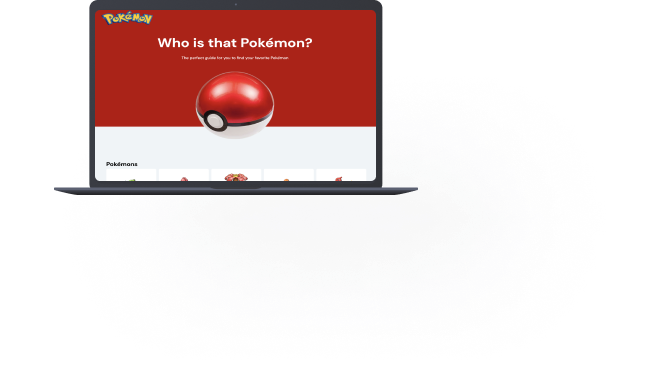 Pokémon
Who is that Pokémon?
The perfect guide for you to find your favorite Pokémon
Pokémons